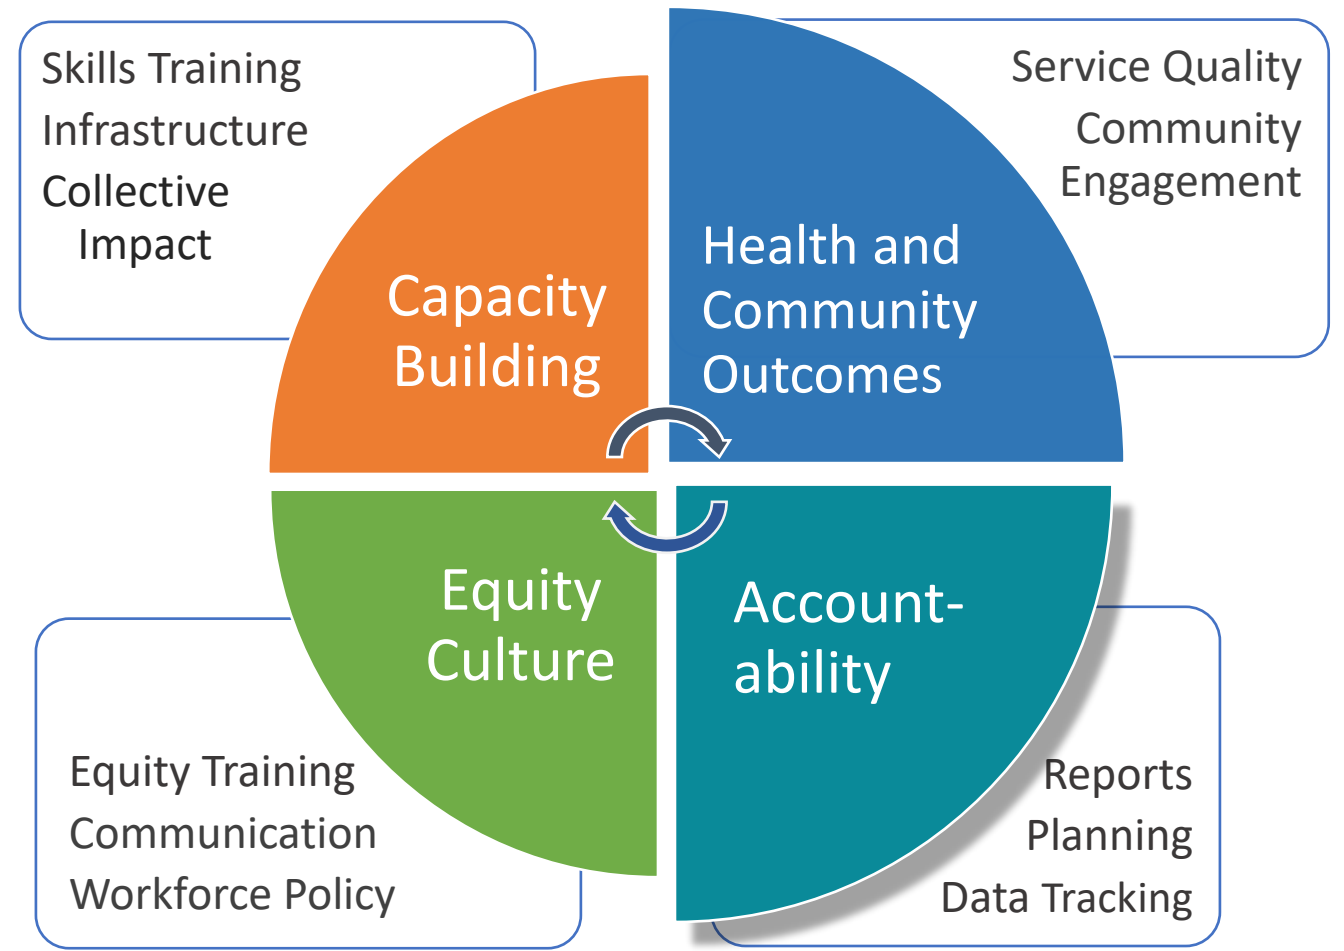 Skills Training
Infrastructure
Collective
Impact
Service Quality
Community
Engagement
Capacity
Building
Health and
Community
Outcomes
Equity
Culture
Account-
ability
Equity Training
Communication
Workforce Policy
Reports
Planning
Data Tracking